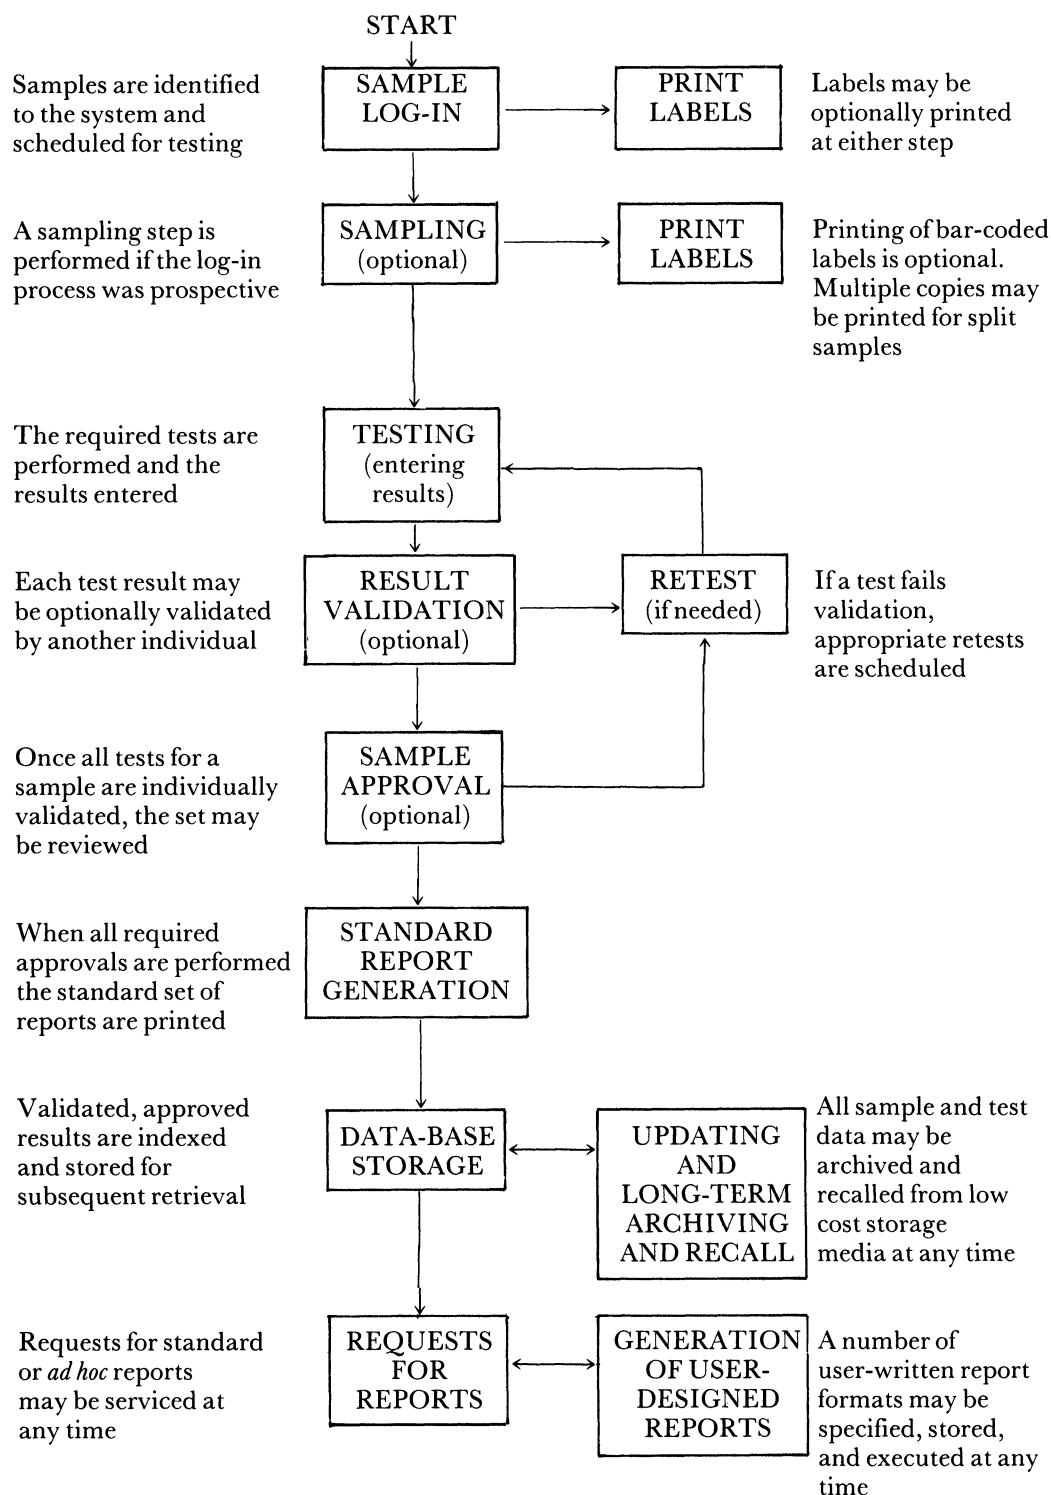 START
Samples are identified
to the system and
scheduled for testing
SAMPLE
LOG-IN
PRINT
LABELS
Labels may be
optionally printed
at either step
A sampling step is
performed if the log-in
process was prospective
SAMPLING
(optional)
PRINT
LABELS
Printing of bar-coded
labels is optional.
Multiple copies may
be printed for split
samples
The required tests are
performed and the
results entered
TESTING
(entering
results)
Each test result may
be optionally validated
by another individual
RESULT
VALIDATION
(optional)
RETEST
(if needed)
If a test fails
validation,
appropriate retests
are scheduled
Once all tests for a
sample are individually
validated, the set may
be reviewed
SAMPLE
APPROVAL
(optional)
When all required
approvals are performed
the standard set of
reports are printed
STANDARD
REPORT
GENERATION
Validated, approved
results are indexed
and stored for
subsequent retrieval
DATA-BASE
STORAGE
UPDATING
AND
LONG-TERM
ARCHIVING
AND RECALL
All sample and test
data may be
archived and
recalled from low
cost storage
media at any time
Requests for standard
or ad hoc reports
may be serviced at
any time
REQUESTS
FOR
REPORTS
GENERATION
OF USER-
DESIGNED
REPORTS
A number of
user-written report
formats may be
specified, stored,
and executed at any
time